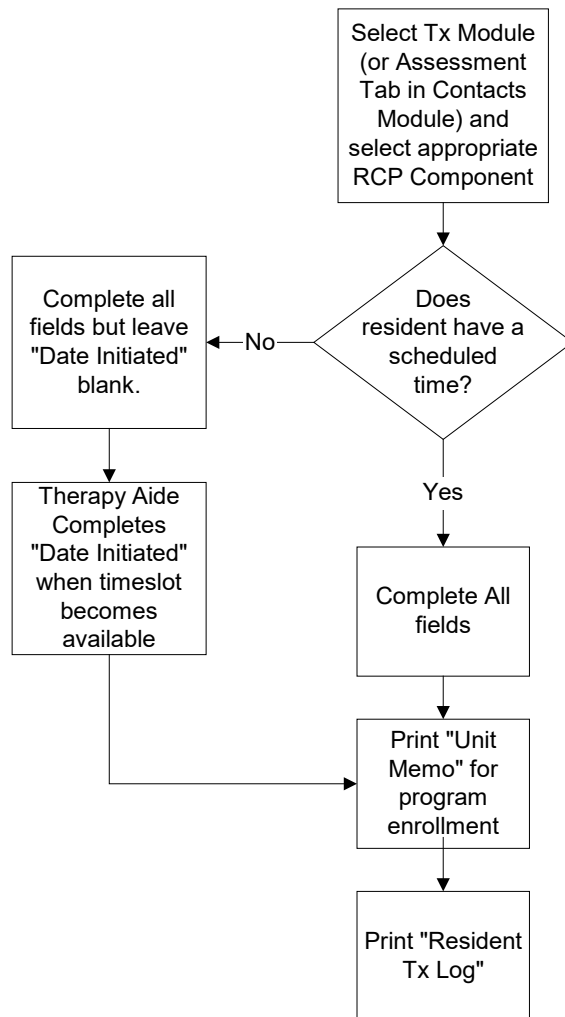 Select Tx Module
(or Assessment
Tab in Contacts
Module) and
select appropriate
RCP Component
Does
resident have a
scheduled
time?
No
Complete all
fields but leave
"Date Initiated"
blank.
Therapy Aide
Completes
"Date Initiated"
when timeslot
becomes
available
Yes
Complete All
fields
Print "Unit
Memo" for
program
enrollment
Print "Resident
Tx Log"